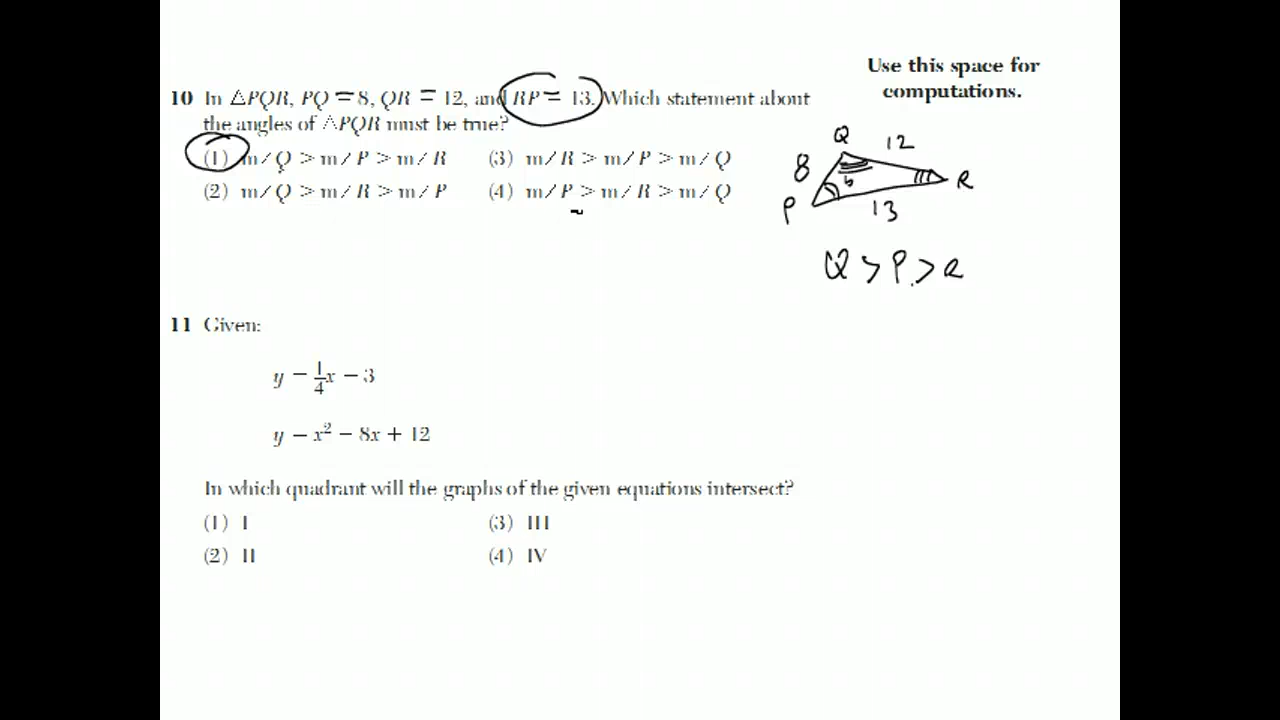 Use this space for
computations.
10 In △PQR, PQ = 8, QR = 12, and RP = 13. Which statement about
the angles of △PQR must be true?
(1) m∠Q > m∠P > m∠R (3) m∠R > m∠P > m∠Q
(2) m∠Q > m∠R > m∠P (4) m∠P > m∠R > m∠Q
Q
12
8
R
P
13
Q > P > R
11 Given:
y = 1/4x − 3
y = x² − 8x + 12
In which quadrant will the graphs of the given equations intersect?
(1) I (3) III
(2) II (4) IV